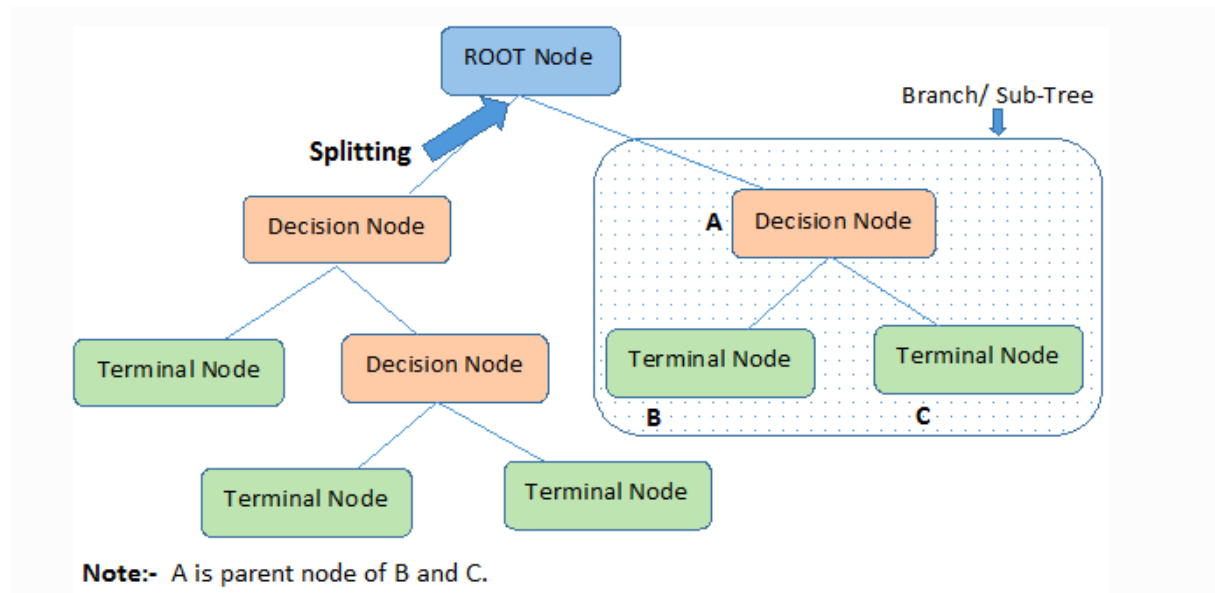 ROOT Node
Branch/ Sub-Tree
Splitting
Decision Node
A
Decision Node
Terminal Node
Decision Node
Terminal Node
Terminal Node
B
C
Terminal Node
Terminal Node
Note:- A is parent node of B and C.